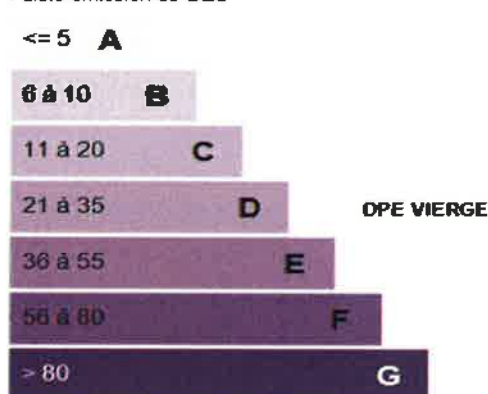 <= 5 A
6 à 10 B
11 à 20 C
21 à 35 D
DPE VIERGE
36 à 55 E
56 à 80 F
> 80 G